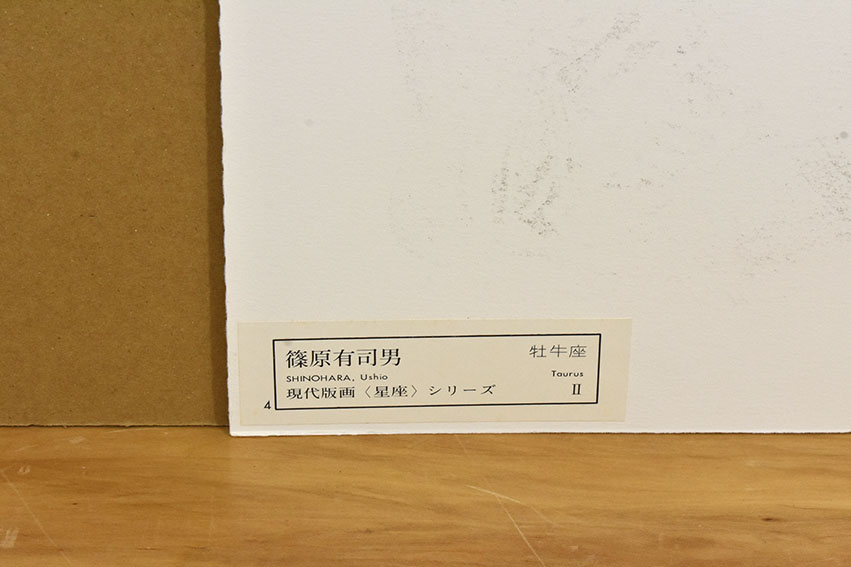 篠原有司男
牡牛座
SHINOHARA, Ushio
Taurus
現代版画〈星座〉シリーズ
II
4